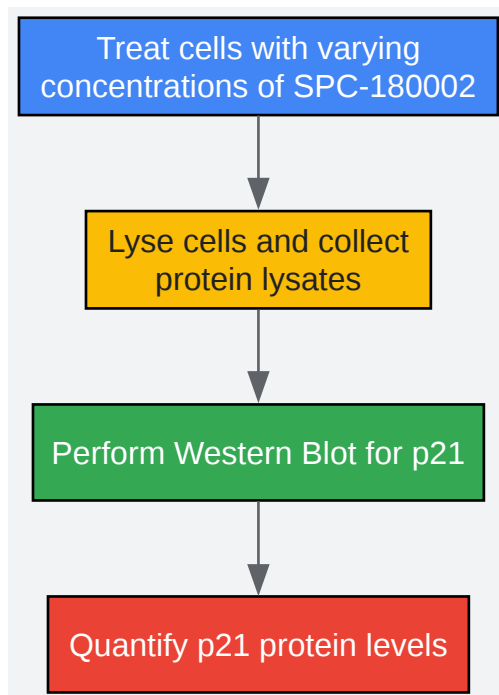 Treat cells with varying
concentrations of SPC-180002
Lyse cells and collect
protein lysates
Perform Western Blot for p21
Quantify p21 protein levels